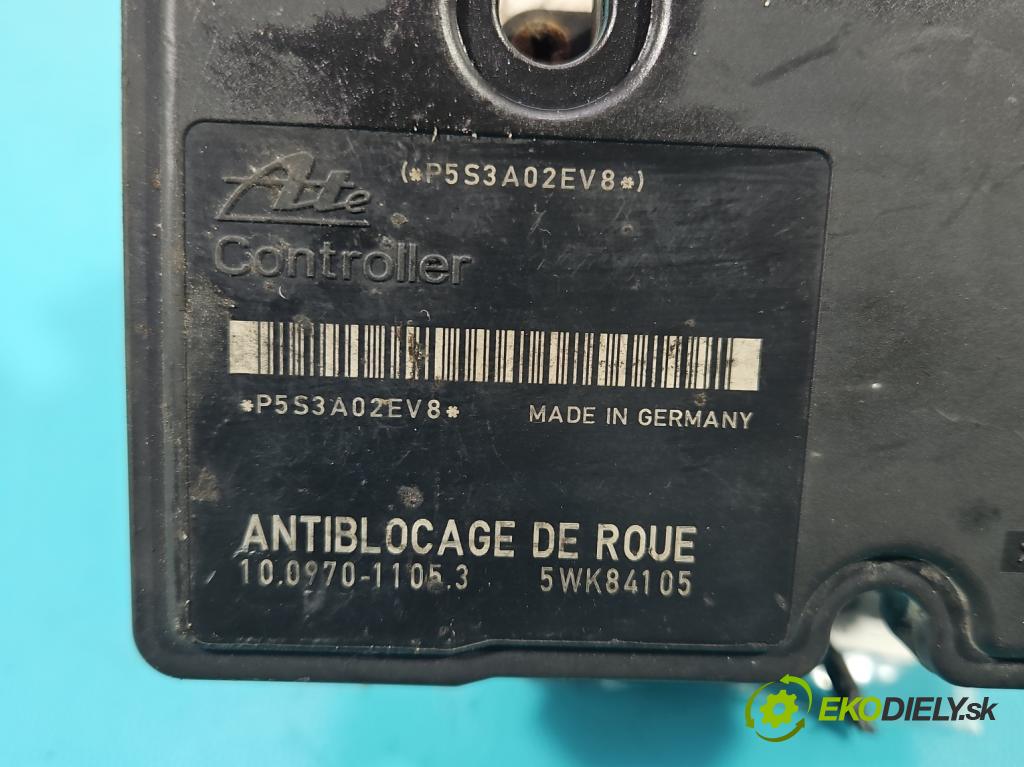 Ate (*P5S3A02EV8*)
Controller
*P5S3A02EV8* MADE IN GERMANY
ANTIBLOCAGE DE ROUE
10.0970-1105.3 5WK84105
EKODIELY.sk